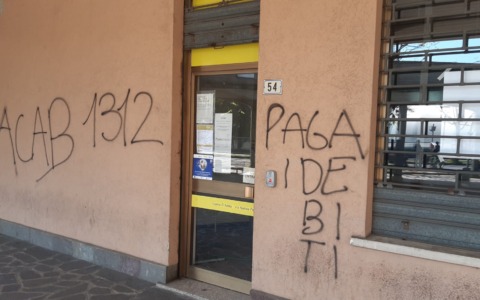 ACAB 1312
54
PAGA
I DE
BI
TI